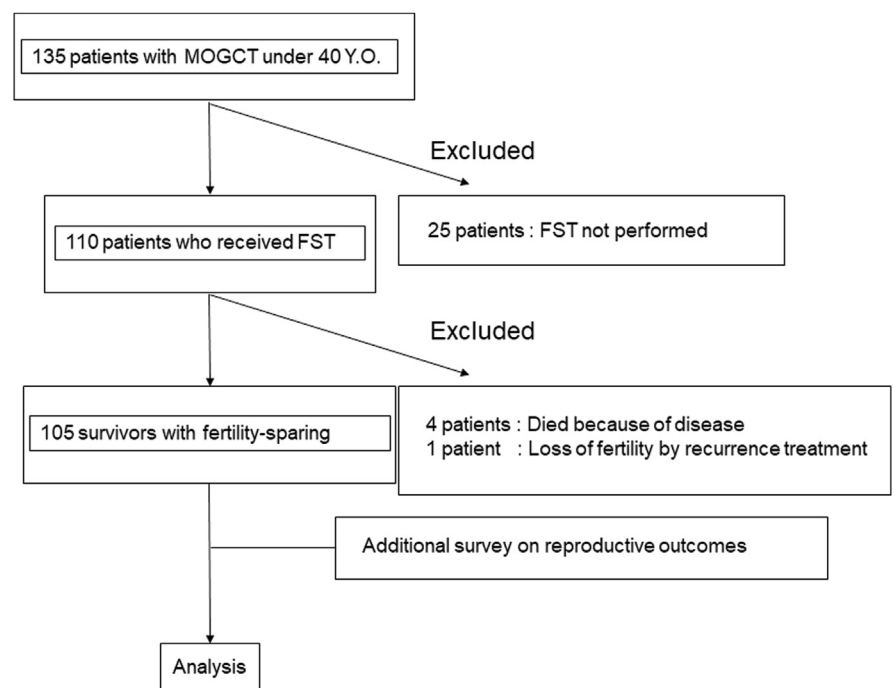 135 patients with MOGCT under 40 Y.O.
Excluded
110 patients who received FST
25 patients : FST not performed
Excluded
105 survivors with fertility-sparing
4 patients : Died because of disease
1 patient : Loss of fertility by recurrence treatment
Additional survey on reproductive outcomes
Analysis